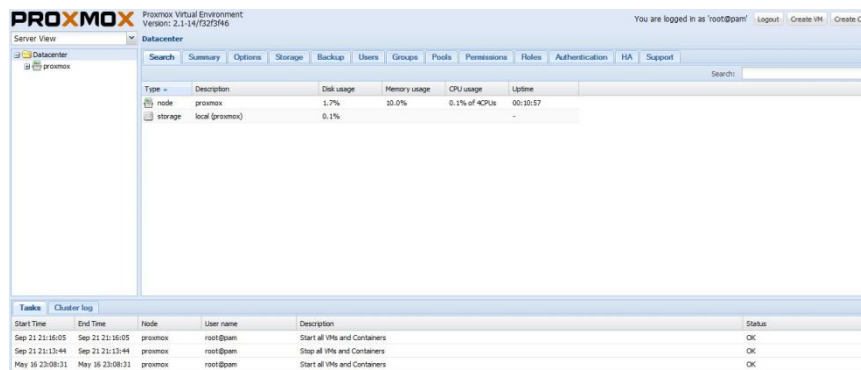 PROXMOX Proxmox Virtual Environment
Version: 2.1-14/f32f3f46
You are logged in as 'root@pam' Logout Create VM Create C
Server View Datacenter
Datacenter
proxmox
Search Summary Options Storage Backup Users Groups Pools Permissions Roles Authentication HA Support
Search:
Type Description Disk usage Memory usage CPU usage Uptime
node proxmox 1.7% 10.0% 0.1% of 4CPUs 00:10:57
storage local (proxmox) 0.1% -
Tasks Cluster log
Start Time End Time Node User name Description Status
Sep 21 21:16:05 Sep 21 21:16:05 proxmox root@pam Start all VMs and Containers OK
Sep 21 21:13:44 Sep 21 21:13:44 proxmox root@pam Stop all VMs and Containers OK
May 16 23:08:31 May 16 23:08:31 proxmox root@pam Start all VMs and Containers OK